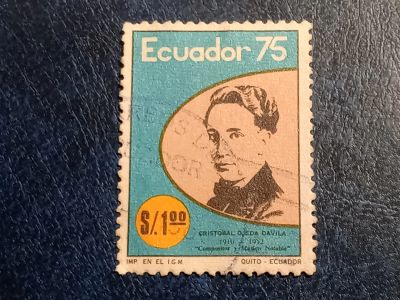 Ecuador 75
S/.1.00
CRISTOBAL OJEDA DAVILA
1910 - 1932
"Compositor y Músico Notable"
IMP. EN EL I.G.M.
QUITO - ECUADOR